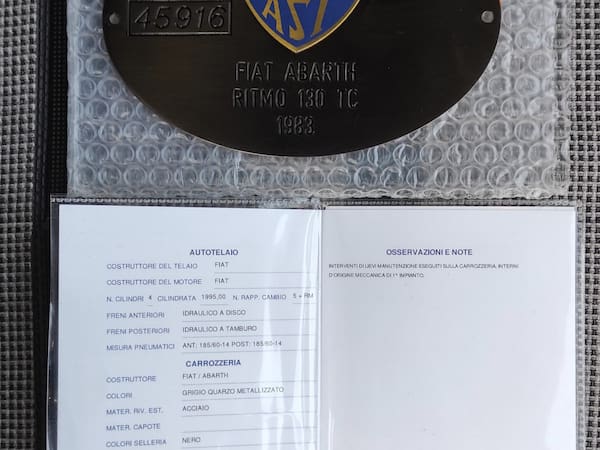 45916
ASI
FIAT ABARTH
RITMO 130 TC
1983
AUTOTELAIO
COSTRUTTORE DEL TELAIO FIAT
COSTRUTTORE DEL MOTORE FIAT
N. CILINDRI 4 CILINDRATA 1995,00 N. RAPP. CAMBIO 5 + RM
FRENI ANTERIORI IDRAULICO A DISCO
FRENI POSTERIORI IDRAULICO A TAMBURO
MISURA PNEUMATICI ANT: 185/60-14 POST: 185/60-14
CARROZZERIA
COSTRUTTORE FIAT / ABARTH
COLORI GRIGIO QUARZO METALLIZZATO
MATER. RIV. EST. ACCIAIO
MATER. CAPOTE
COLORI SELLERIA NERO
OSSERVAZIONI E NOTE
INTERVENTI DI LIEVI MANUTENZIONE ESEGUITI SULLA CARROZZERIA, INTERNI
D'ORIGINE MECCANICA DI 1° IMPIANTO.